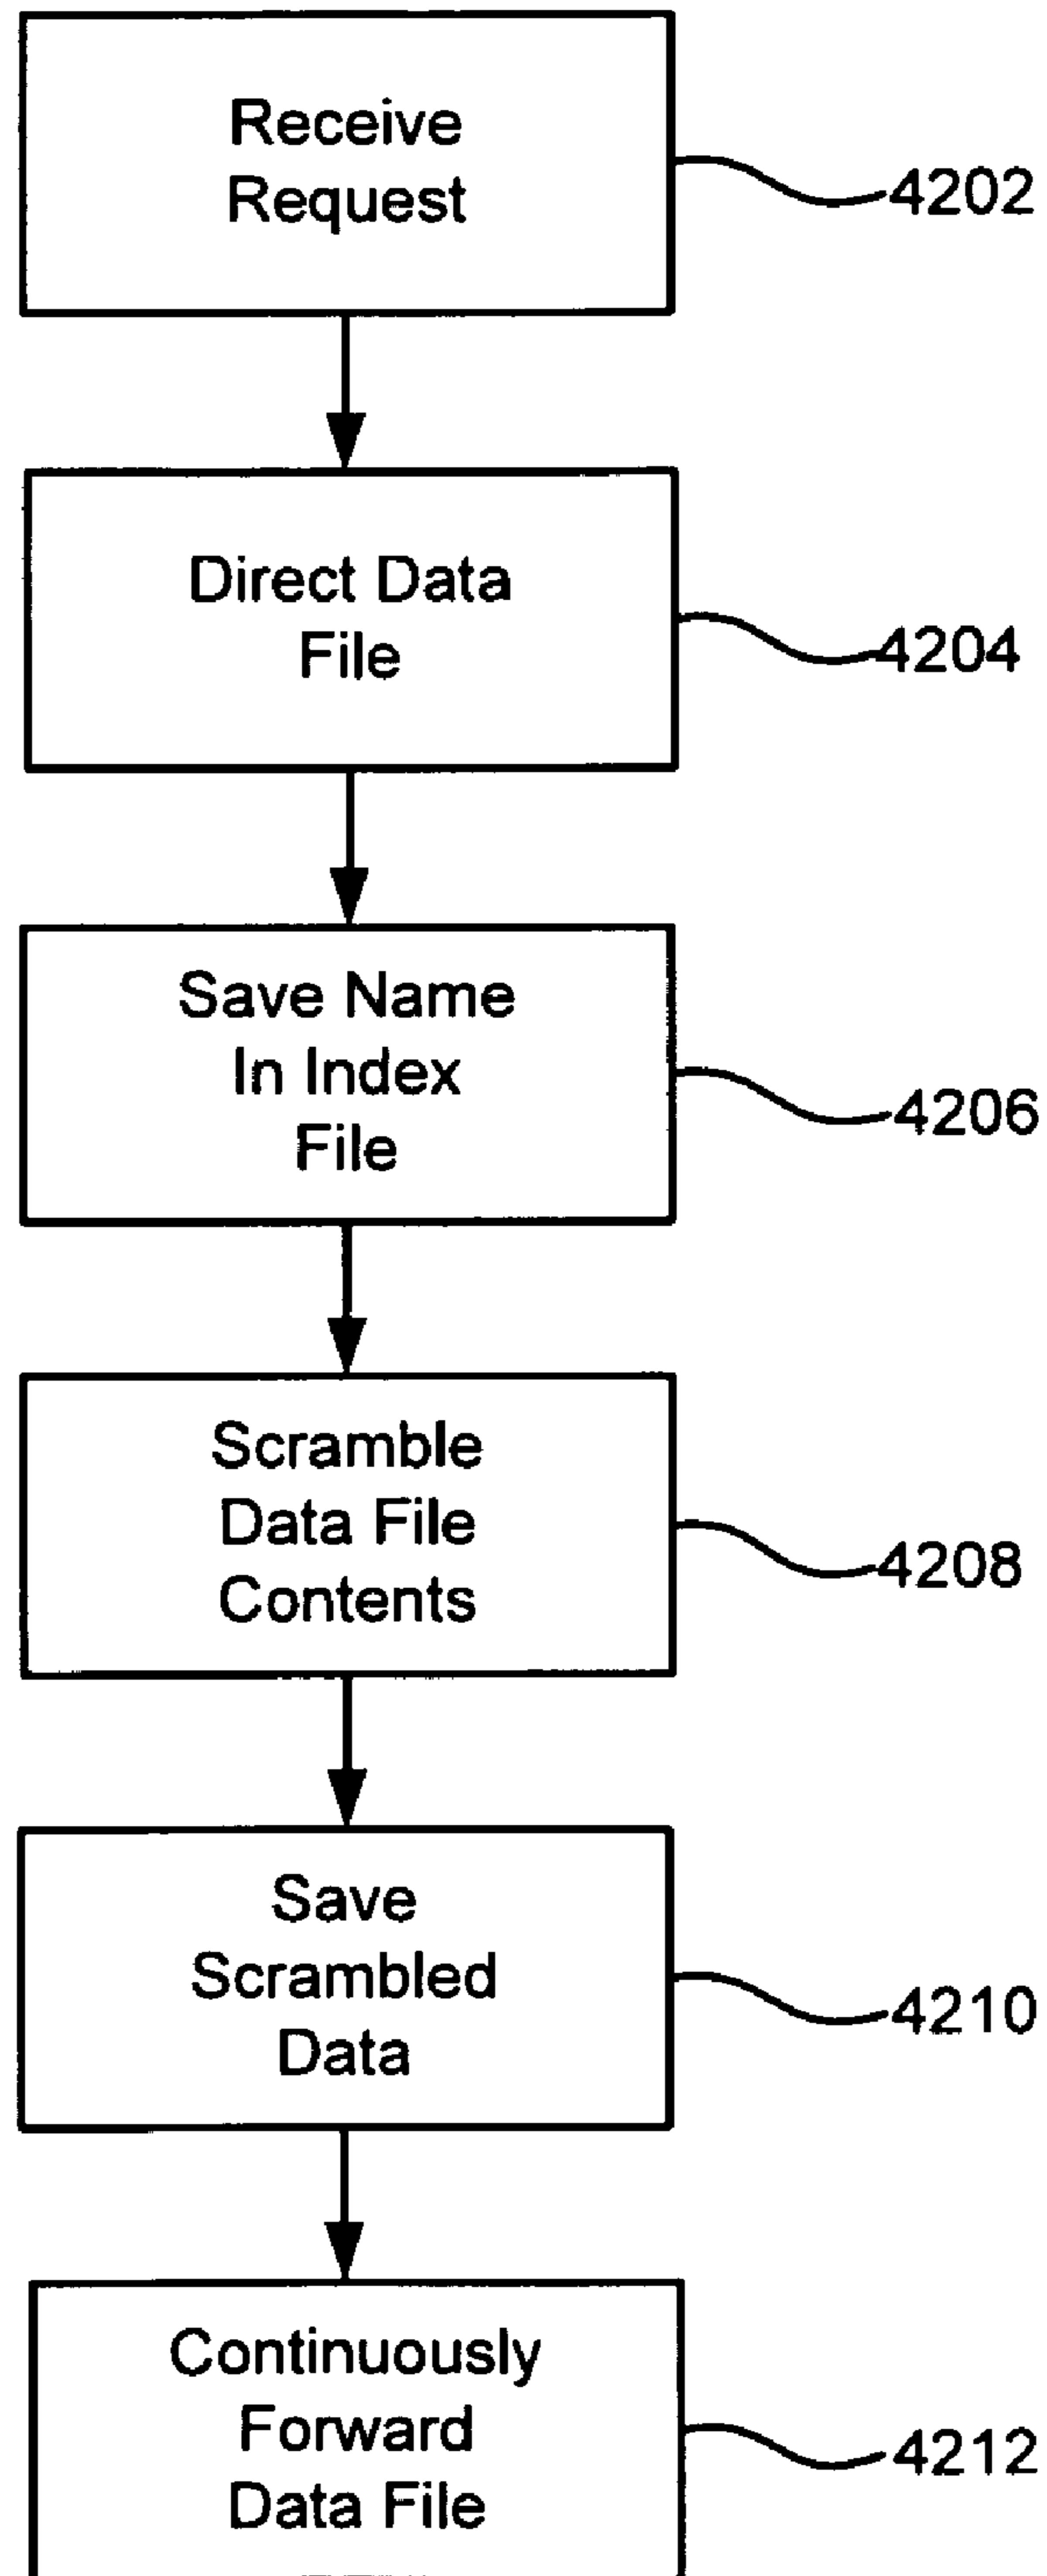 Receive
Request
4202
Direct Data
File
4204
Save Name
In Index
File
4206
Scramble
Data File
Contents
4208
Save
Scrambled
Data
4210
Continuously
Forward
Data File
4212